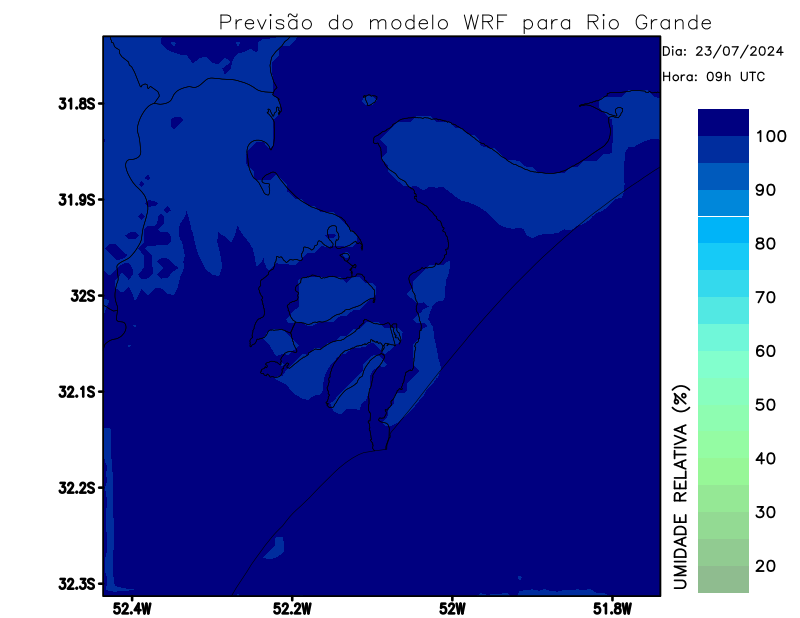 Previsão do modelo WRF para Rio Grande
Dia: 23/07/2024
Hora: 09h UTC
31.8S
31.9S
32S
32.1S
32.2S
32.3S
52.4W
52.2W
52W
51.8W
100
90
80
70
60
50
40
30
20
UMIDADE RELATIVA (%)